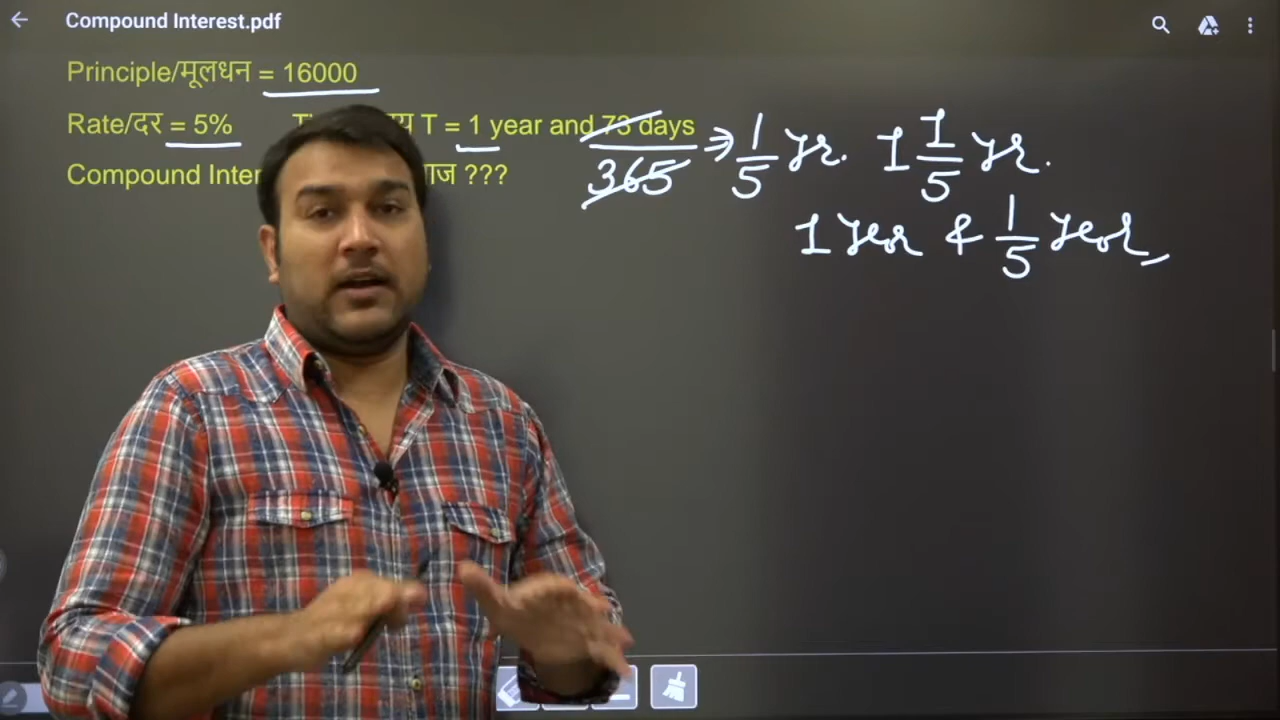 Compound Interest.pdf
Principle/मूलधन = 16000
Rate/दर = 5% T = 1 year and 73 days
365
⇒ 1/5 yr. 1 1/5 yr.
Compound ???
1 year & 1/5 year,